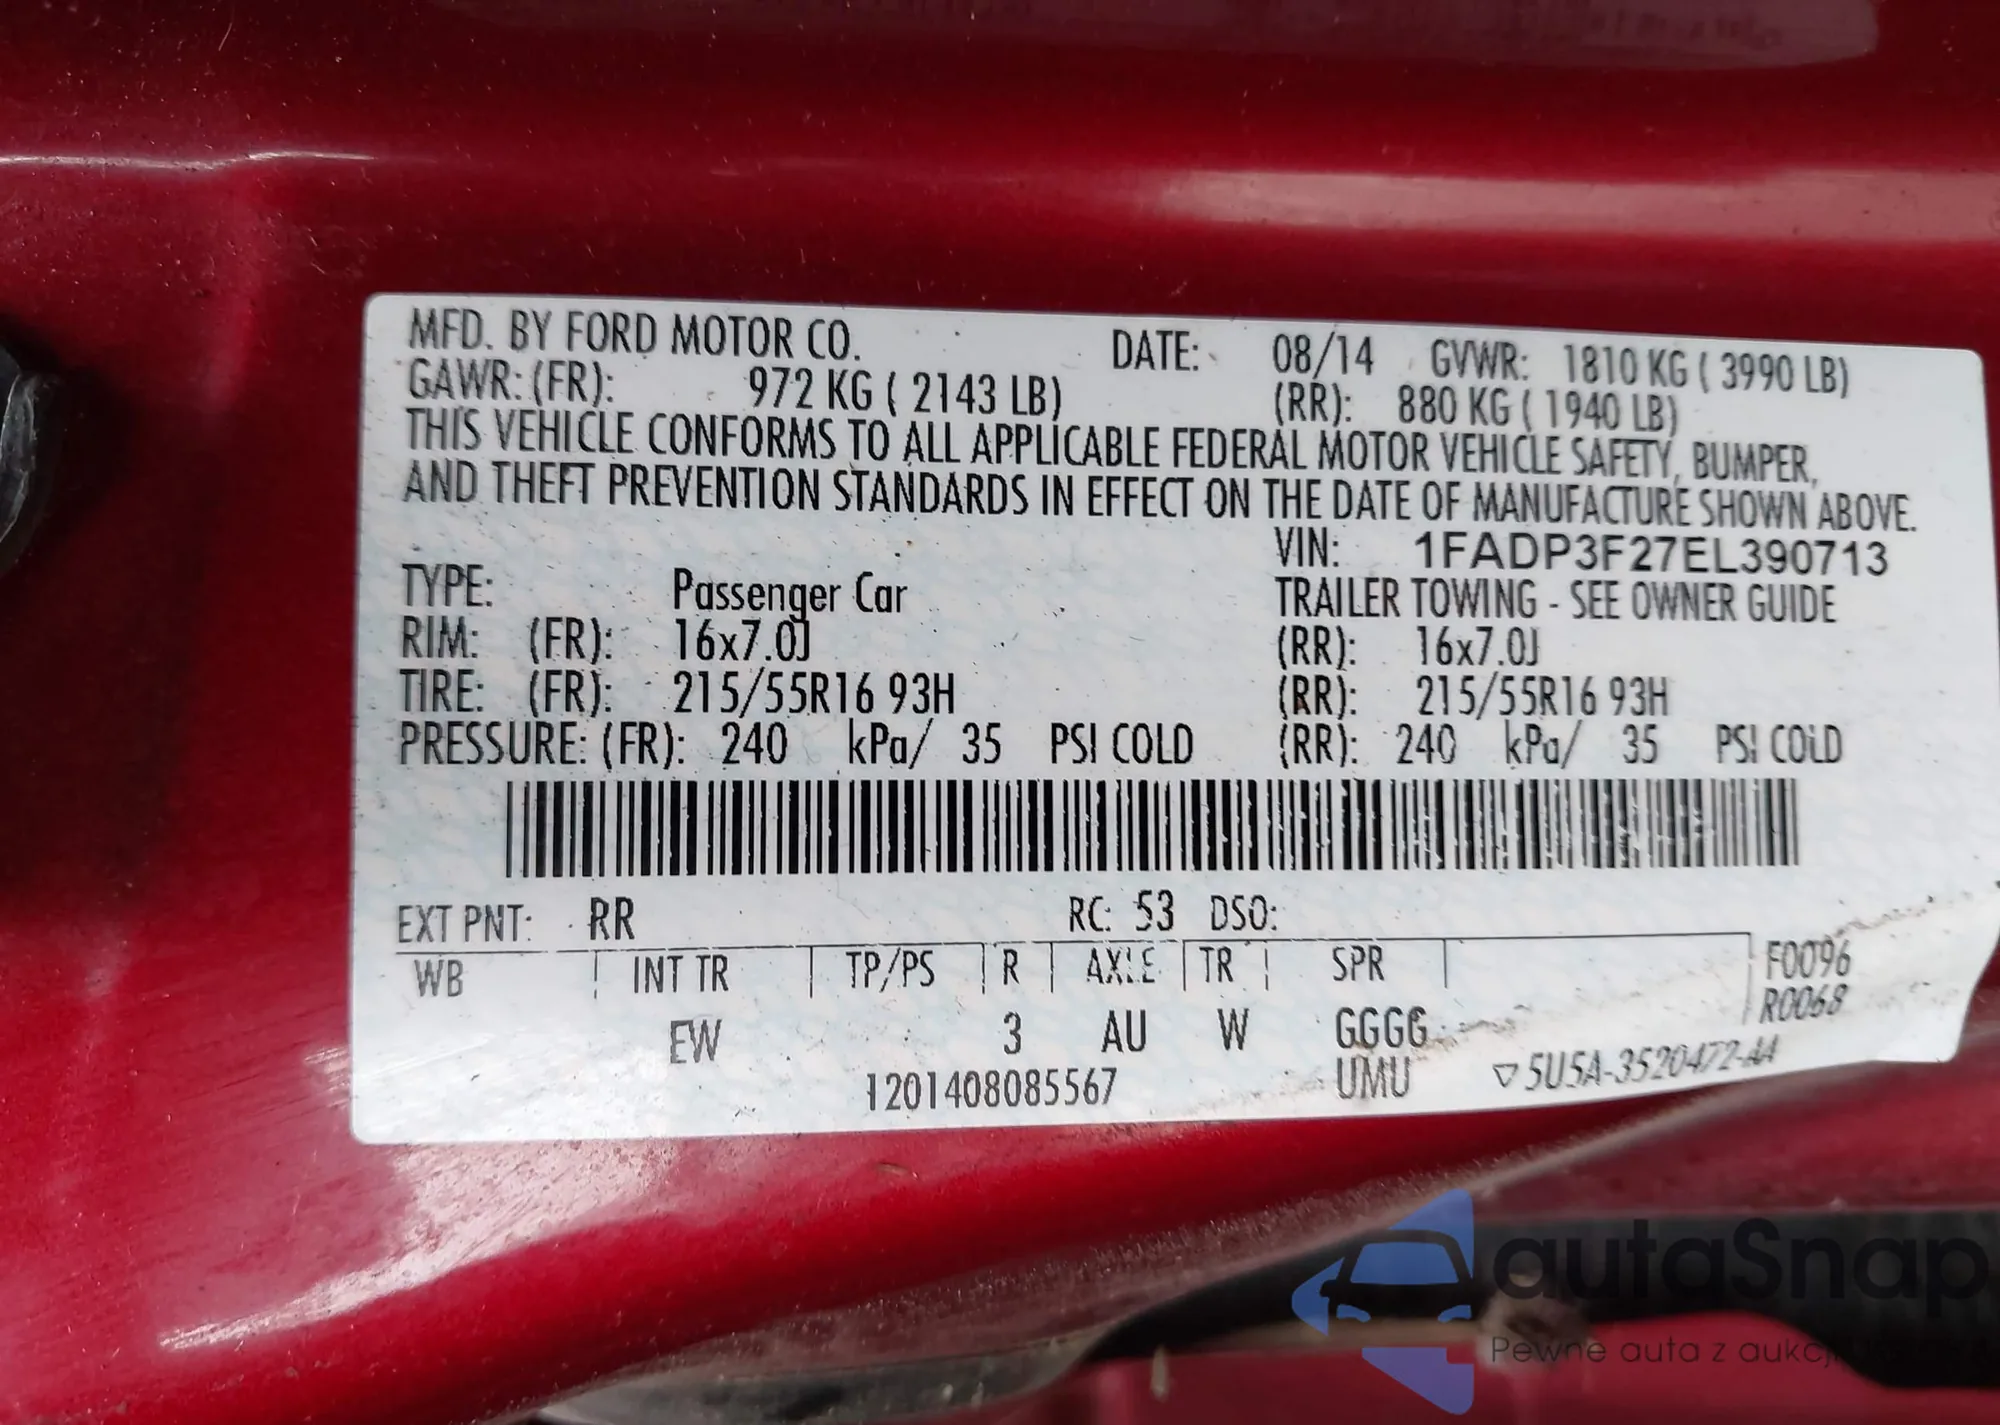 MFD. BY FORD MOTOR CO. DATE: 08/14 GVWR: 1810 KG ( 3990 LB)
GAWR: (FR): 972 KG ( 2143 LB) (RR): 880 KG ( 1940 LB)
THIS VEHICLE CONFORMS TO ALL APPLICABLE FEDERAL MOTOR VEHICLE SAFETY, BUMPER,
AND THEFT PREVENTION STANDARDS IN EFFECT ON THE DATE OF MANUFACTURE SHOWN ABOVE.
VIN: 1FADP3F27EL390713
TYPE: Passenger Car TRAILER TOWING - SEE OWNER GUIDE
RIM: (FR): 16x7.0J (RR): 16x7.0J
TIRE: (FR): 215/55R16 93H (RR): 215/55R16 93H
PRESSURE: (FR): 240 kPa/ 35 PSI COLD (RR): 240 kPa/ 35 PSI COLD
EXT PNT: RR RC: 53 DSO:
WB INT TR TP/PS R AXLE TR SPR F0096
R0068
EW 3 AU W GGGG
1201408085567 UMU ▽ 5U5A-3520472-AA
autaSnap
Pewne auta z aukcji